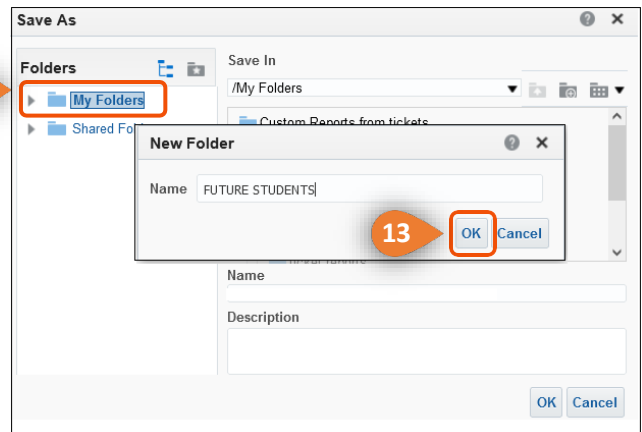 Save As
Folders
My Folders
Shared Fo
Save In
/My Folders
Custom Reports from tickets
New Folder
Name FUTURE STUDENTS
13 OK Cancel
Name
Description
OK Cancel